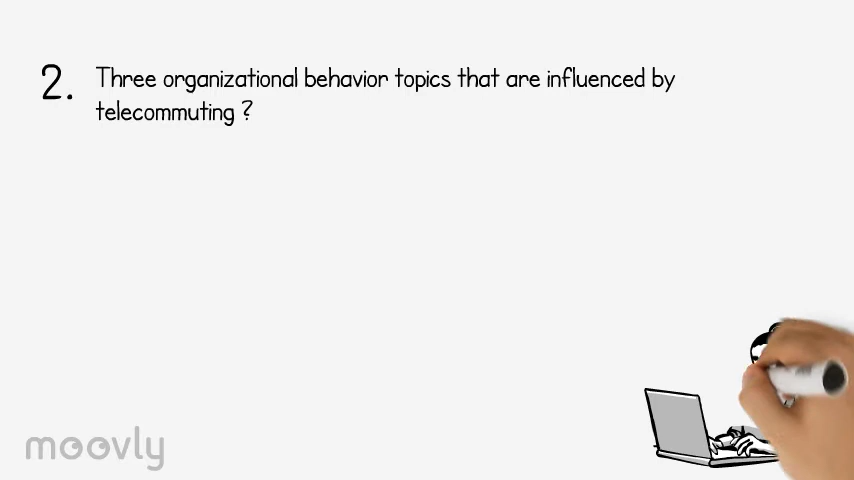 2. Three organizational behavior topics that are influenced by
telecommuting ?
moovly